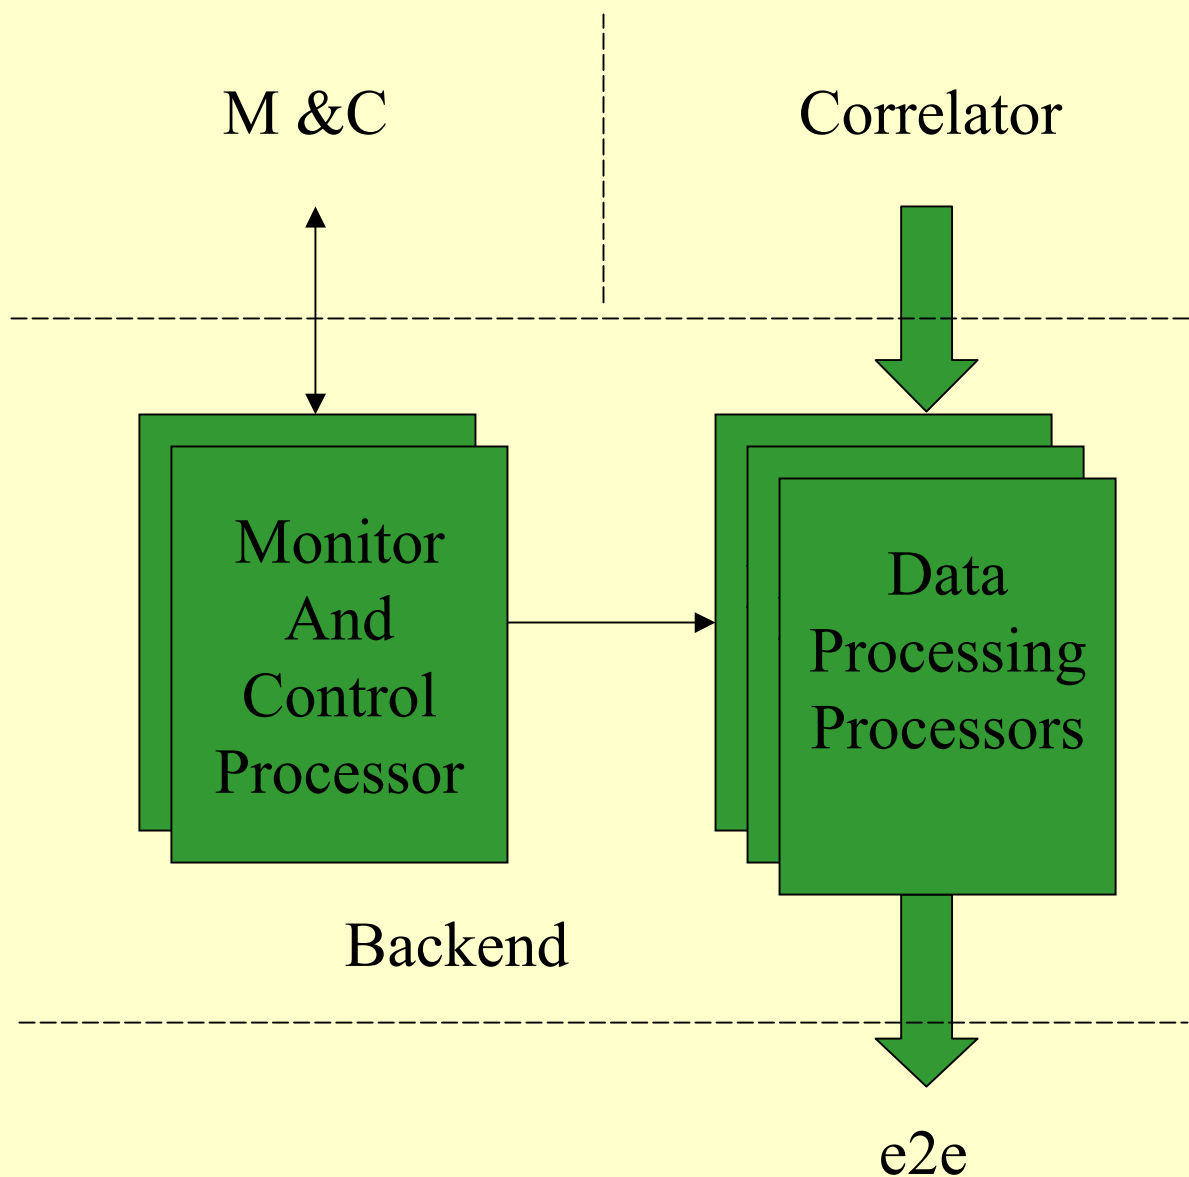 M &C
Correlator
Monitor
And
Control
Processor
Data
Processing
Processors
Backend
e2e